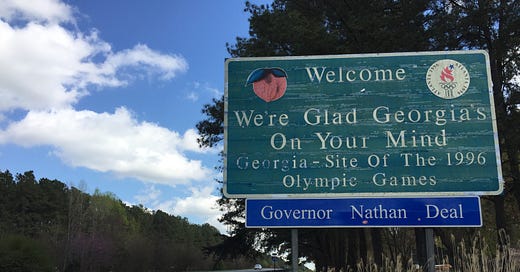 Welcome
We're Glad Georgia's
On Your Mind
Georgia-Site Of The 1996
Olympic Games
Governor Nathan Deal